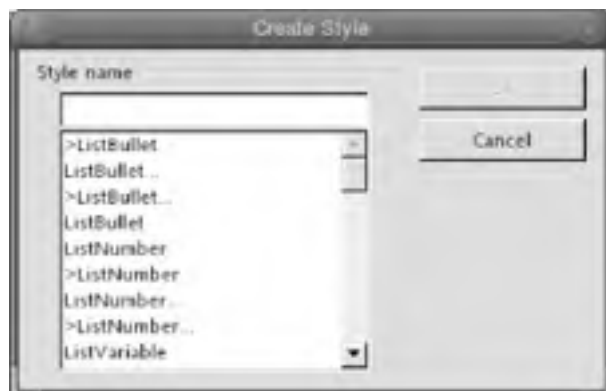 Create Style
Style name
>ListBullet
ListBullet...
>ListBullet...
ListBullet
ListNumber
>ListNumber
ListNumber...
>ListNumber...
ListVariable
Cancel